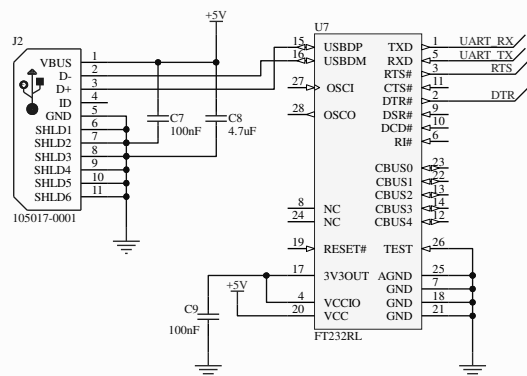 +5V
J2
VBUS 1
D- 2
D+ 3
ID 4
GND 5
SHLD1 6
SHLD2 7
SHLD3 8
SHLD4 9
SHLD5 10
SHLD6 11
105017-0001
C7
100nF
C8
4.7uF
U7
15 USBDP
16 USBDM
27 OSCI
28 OSCO
8 NC
24 NC
19 RESET#
17 3V3OUT
4 VCCIO
20 VCC
TXD 1 UART_RX
RXD 5 UART_TX
RTS# 3 RTS
CTS# 11
DTR# 2 DTR
DSR# 9
DCD# 10
RI# 6
CBUS0 23
CBUS1 22
CBUS2 13
CBUS3 14
CBUS4 12
TEST 26
AGND 25
GND 7
GND 18
GND 21
FT232RL
+5V
C9
100nF